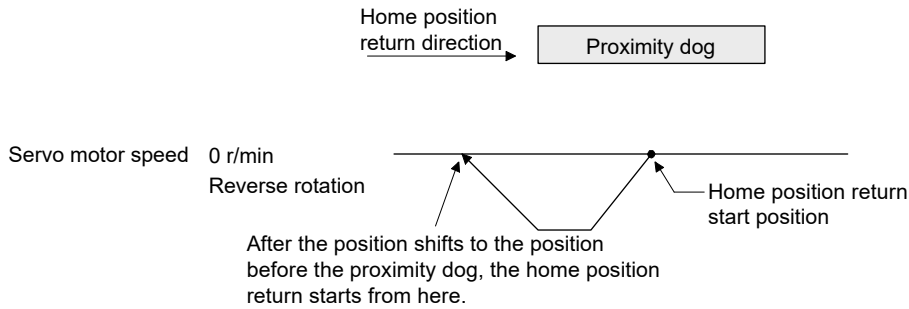 Home position
return direction
Proximity dog
Servo motor speed
0 r/min
Reverse rotation
Home position return
start position
After the position shifts to the position
before the proximity dog, the home position
return starts from here.